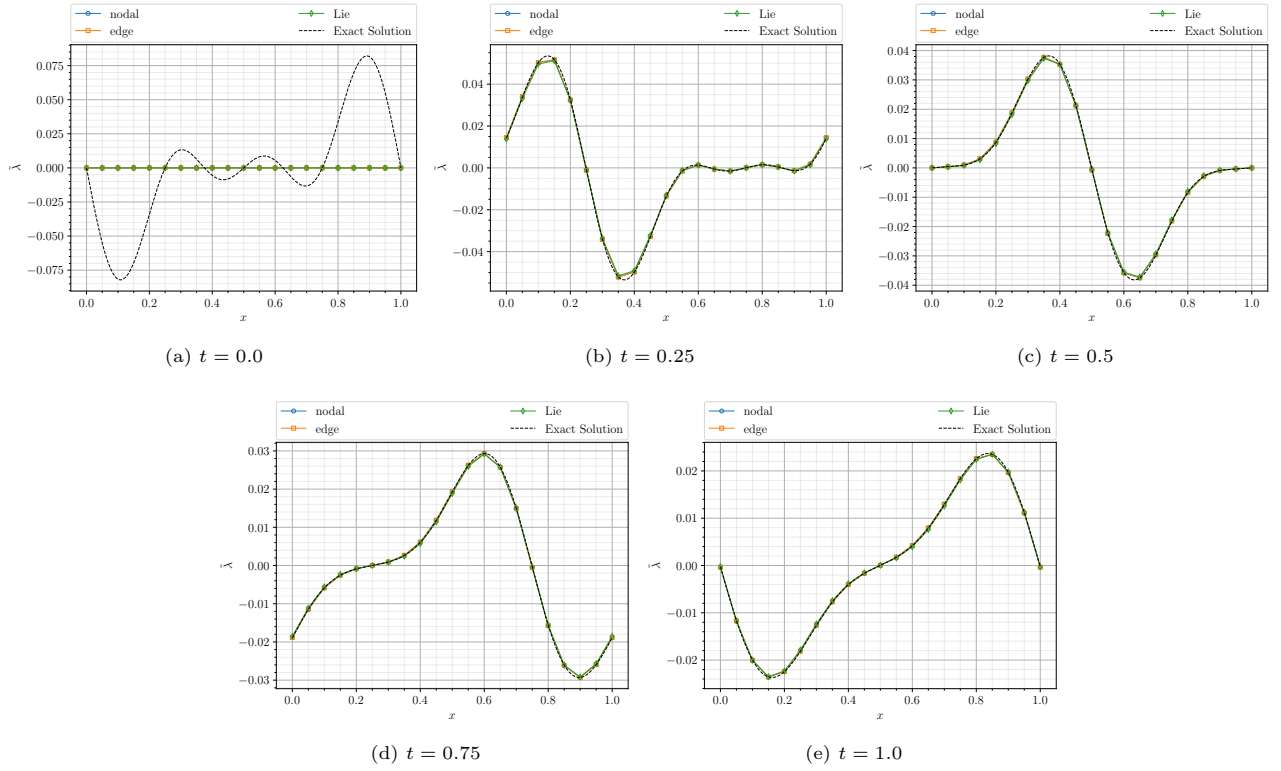 nodal
edge
Lie
Exact Solution
0.075
0.050
0.025
0.000
−0.025
−0.050
−0.075
λ̃
0.0 0.2 0.4 0.6 0.8 1.0
x
(a) t = 0.0
nodal
edge
Lie
Exact Solution
0.04
0.02
0.00
−0.02
−0.04
λ̃
0.0 0.2 0.4 0.6 0.8 1.0
x
(b) t = 0.25
nodal
edge
Lie
Exact Solution
0.04
0.03
0.02
0.01
0.00
−0.01
−0.02
−0.03
−0.04
λ̃
0.0 0.2 0.4 0.6 0.8 1.0
x
(c) t = 0.5
nodal
edge
Lie
Exact Solution
0.03
0.02
0.01
0.00
−0.01
−0.02
−0.03
λ̃
0.0 0.2 0.4 0.6 0.8 1.0
x
(d) t = 0.75
nodal
edge
Lie
Exact Solution
0.02
0.01
0.00
−0.01
−0.02
λ̃
0.0 0.2 0.4 0.6 0.8 1.0
x
(e) t = 1.0